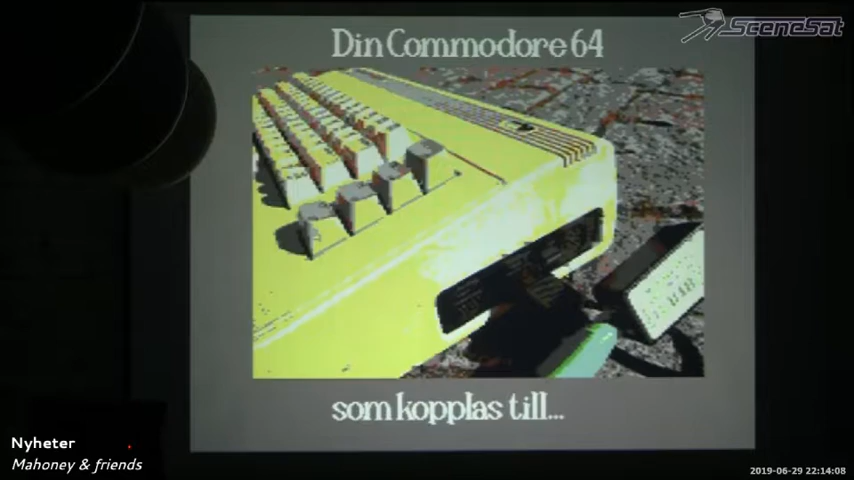 Din Commodore 64
SceneSat
som kopplas till...
Nyheter
Mahoney & friends
2019-06-29 22:14:08